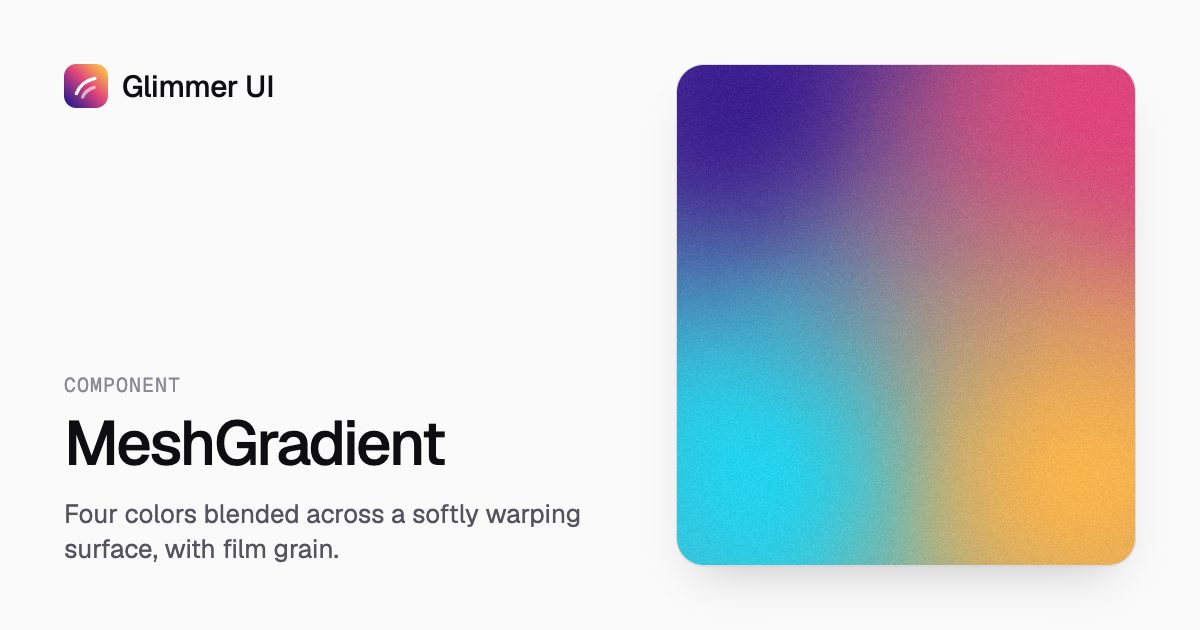 Glimmer UI
COMPONENT
MeshGradient
Four colors blended across a softly warping
surface, with film grain.